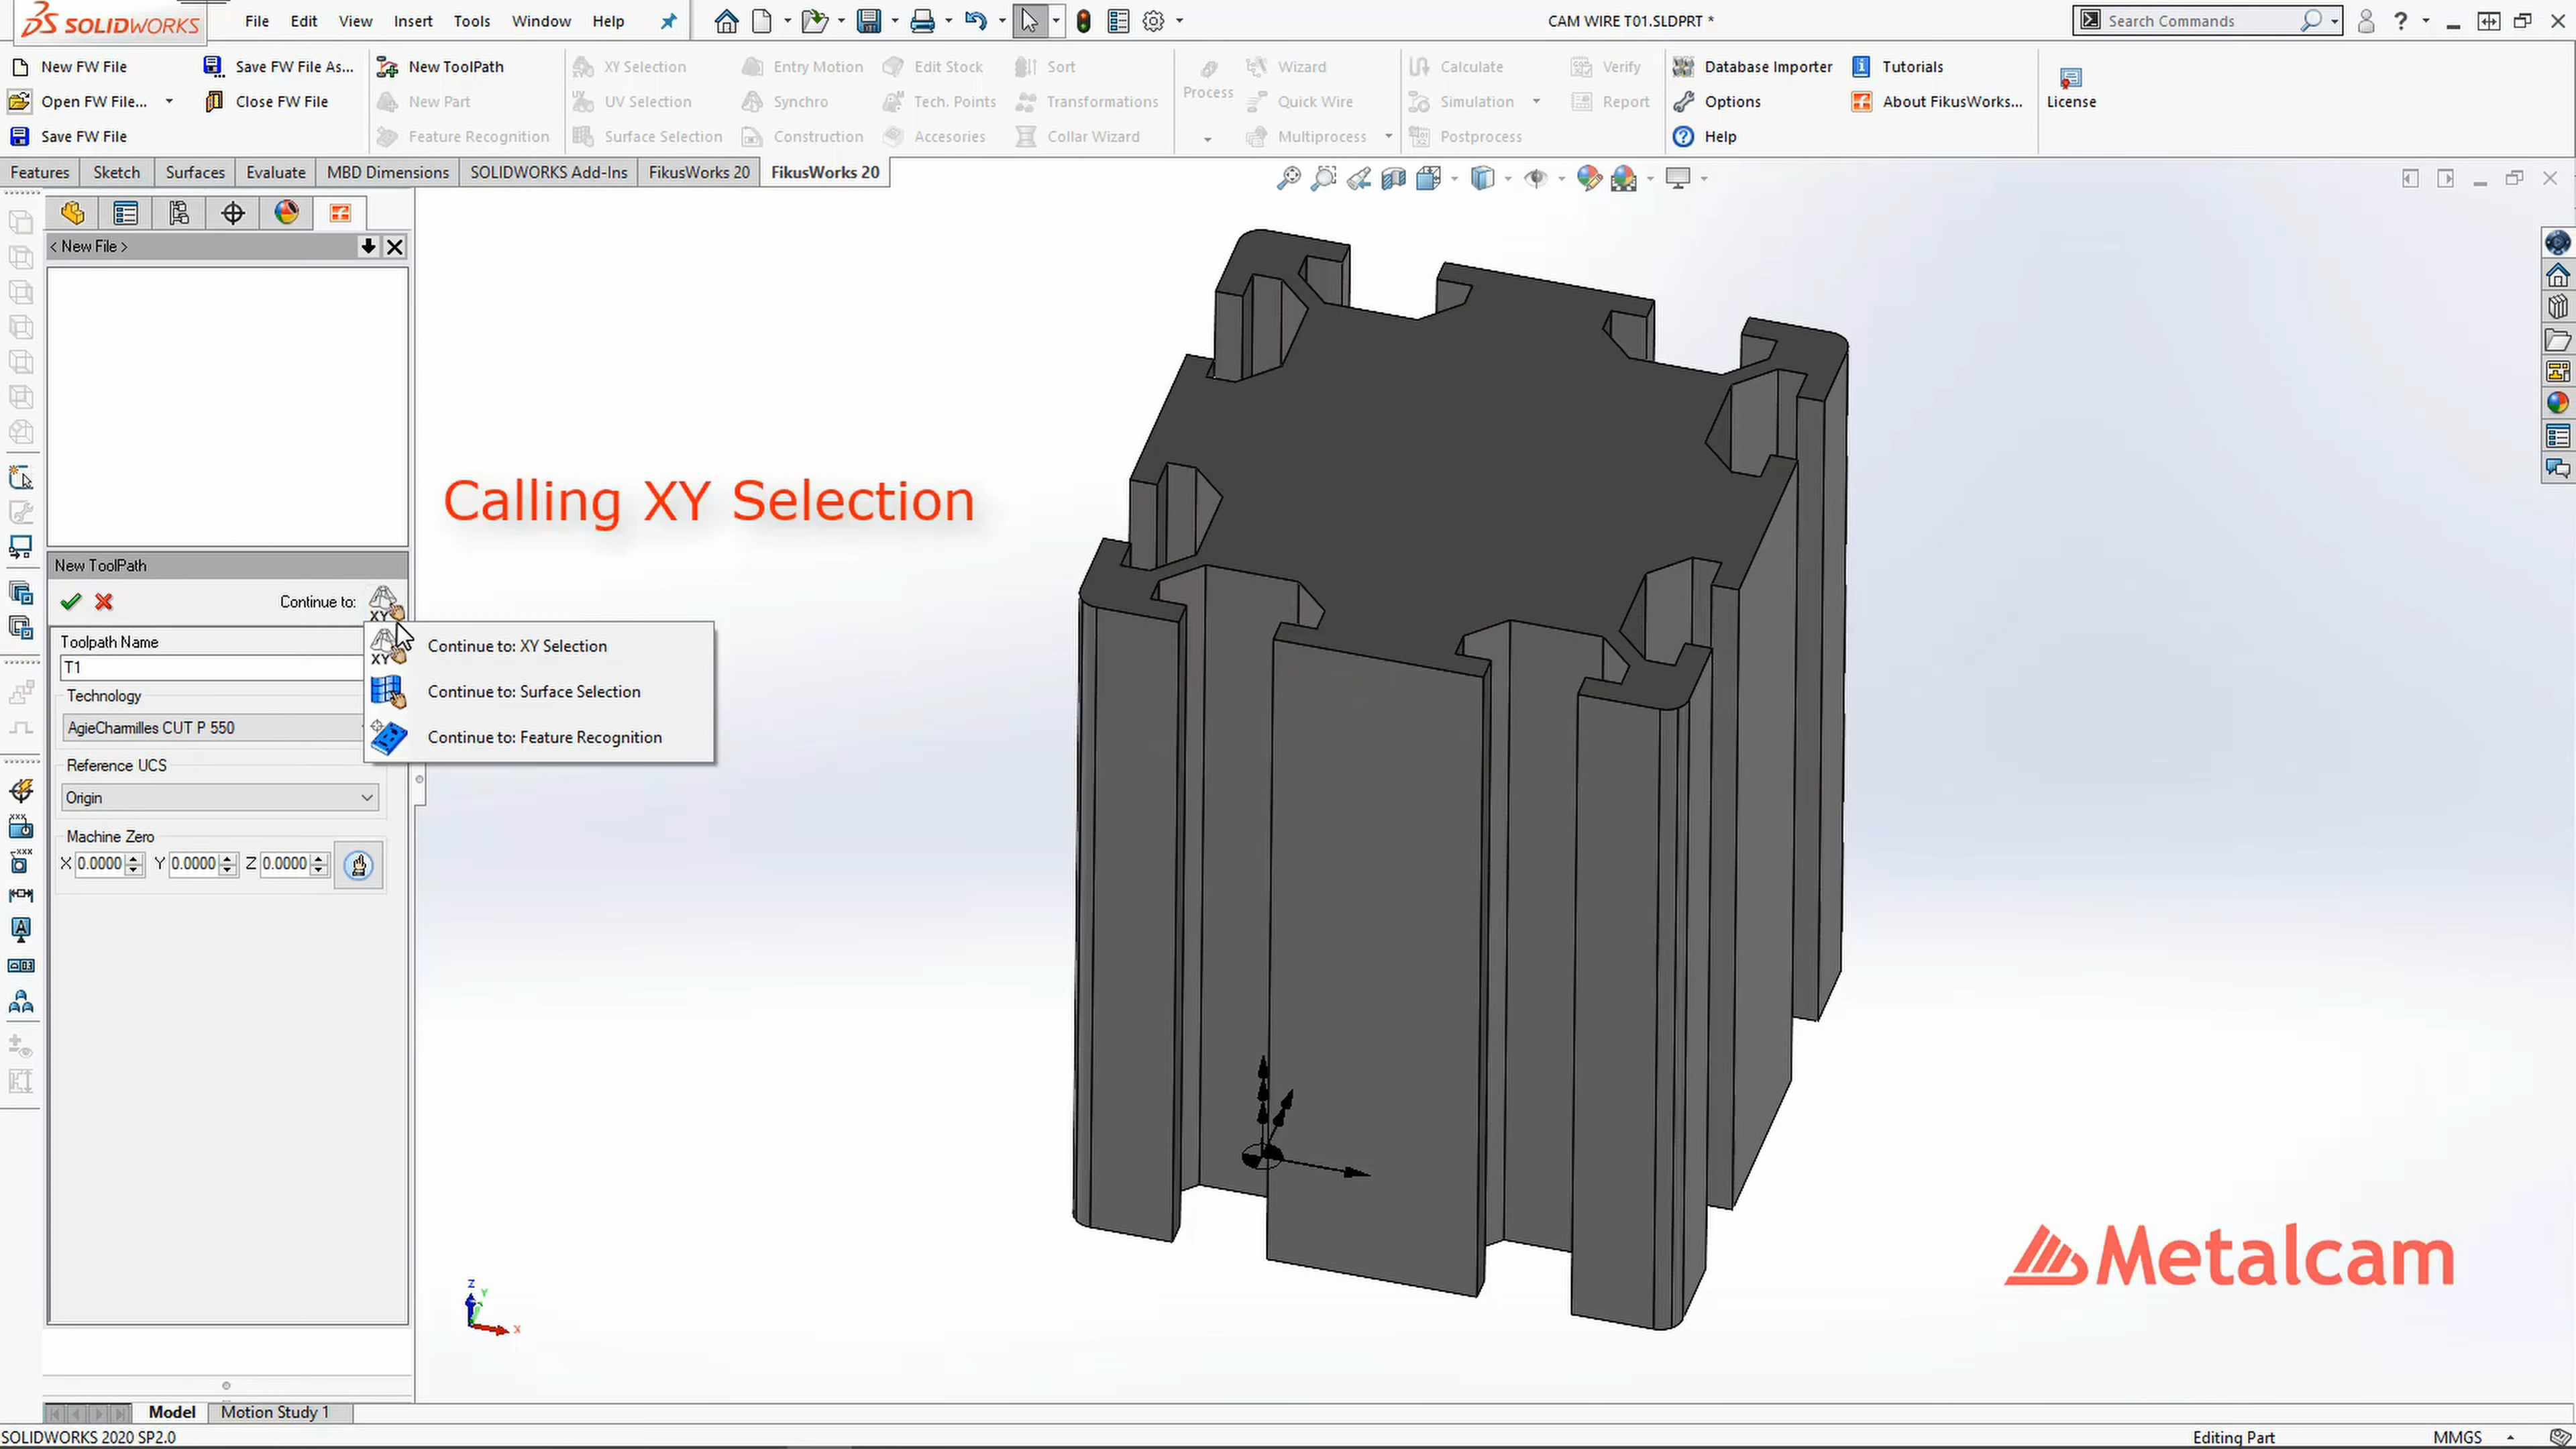 SOLIDWORKS File Edit View Insert Tools Window Help CAM WIRE T01.SLDPRT * Search Commands
New FW File Save FW File As... New ToolPath XY Selection Entry Motion Edit Stock Sort Wizard Calculate Verify Database Importer Tutorials
Open FW File... Close FW File New Part UV Selection Synchro Tech. Points Transformations Process Quick Wire Simulation Report Options About FikusWorks... License
Save FW File Feature Recognition Surface Selection Construction Accesories Collar Wizard Multiprocess Postprocess Help
Features Sketch Surfaces Evaluate MBD Dimensions SOLIDWORKS Add-Ins FikusWorks 20 FikusWorks 20
< New File >
Calling XY Selection
New ToolPath
Continue to: XY
Toolpath Name
T1
XY Continue to: XY Selection
Continue to: Surface Selection
Continue to: Feature Recognition
Technology
AgieChamilles CUT P 550
Reference UCS
Origin
Machine Zero
X 0.0000 Y 0.0000 Z 0.0000
Metalcam
Z
Y
X
Model Motion Study 1
SOLIDWORKS 2020 SP2.0 Editing Part MMGS